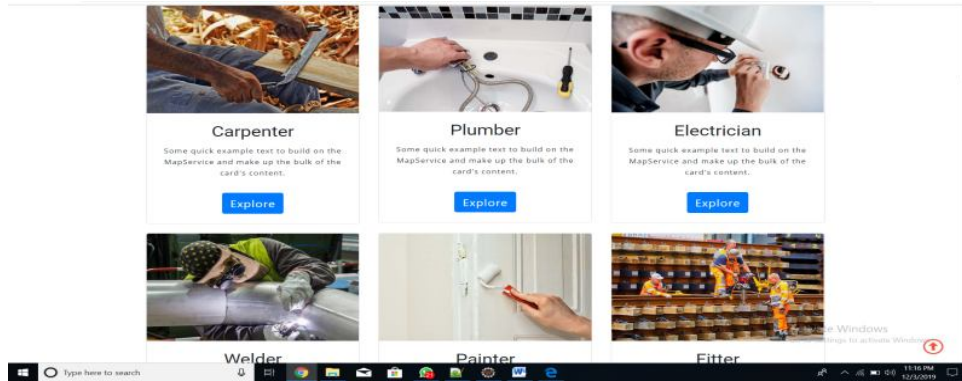 Carpenter
Some quick example text to build on the
MapService and make up the bulk of the
card's content.
Explore
Plumber
Some quick example text to build on the
MapService and make up the bulk of the
card's content.
Explore
Electrician
Some quick example text to build on the
MapService and make up the bulk of the
card's content.
Explore
Welder
Painter
Fitter
Windows
to activate Windows
Type here to search
11:16 PM
12/3/2019